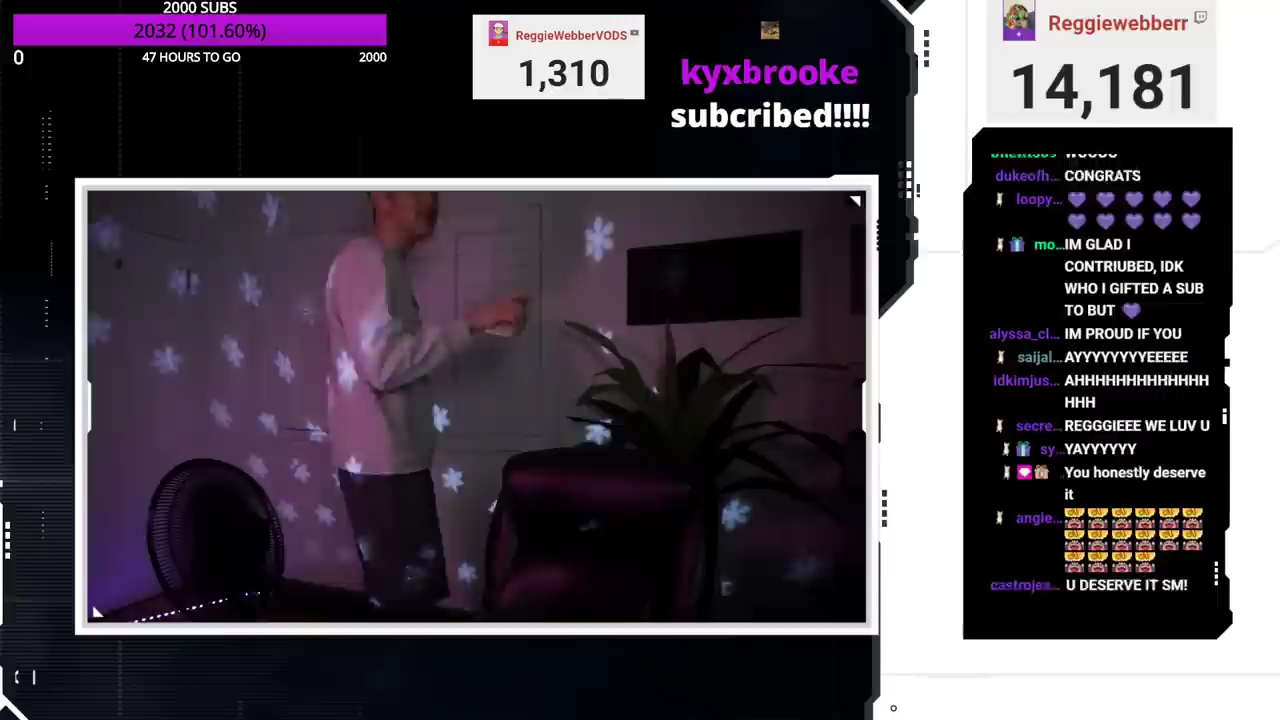 2000 SUBS
2032 (101.60%)
0
47 HOURS TO GO
2000
ReggieWebberVODS
1,310
kyxbrooke
subcribed!!!!
Reggiewebberr
14,181
dukeofh... CONGRATS
loopy...
mo... IM GLAD I
CONTRIUBED, IDK
WHO I GIFTED A SUB
TO BUT
alyssa_cl... IM PROUD IF YOU
saijal... AYYYYYYYYEEEEE
idkimjus... AHHHHHHHHHHHHH
HHH
secre... REGGGIEEE WE LUV U
sy... YAYYYYYY
You honestly deserve
it
angle...
castroje... U DESERVE IT SM!